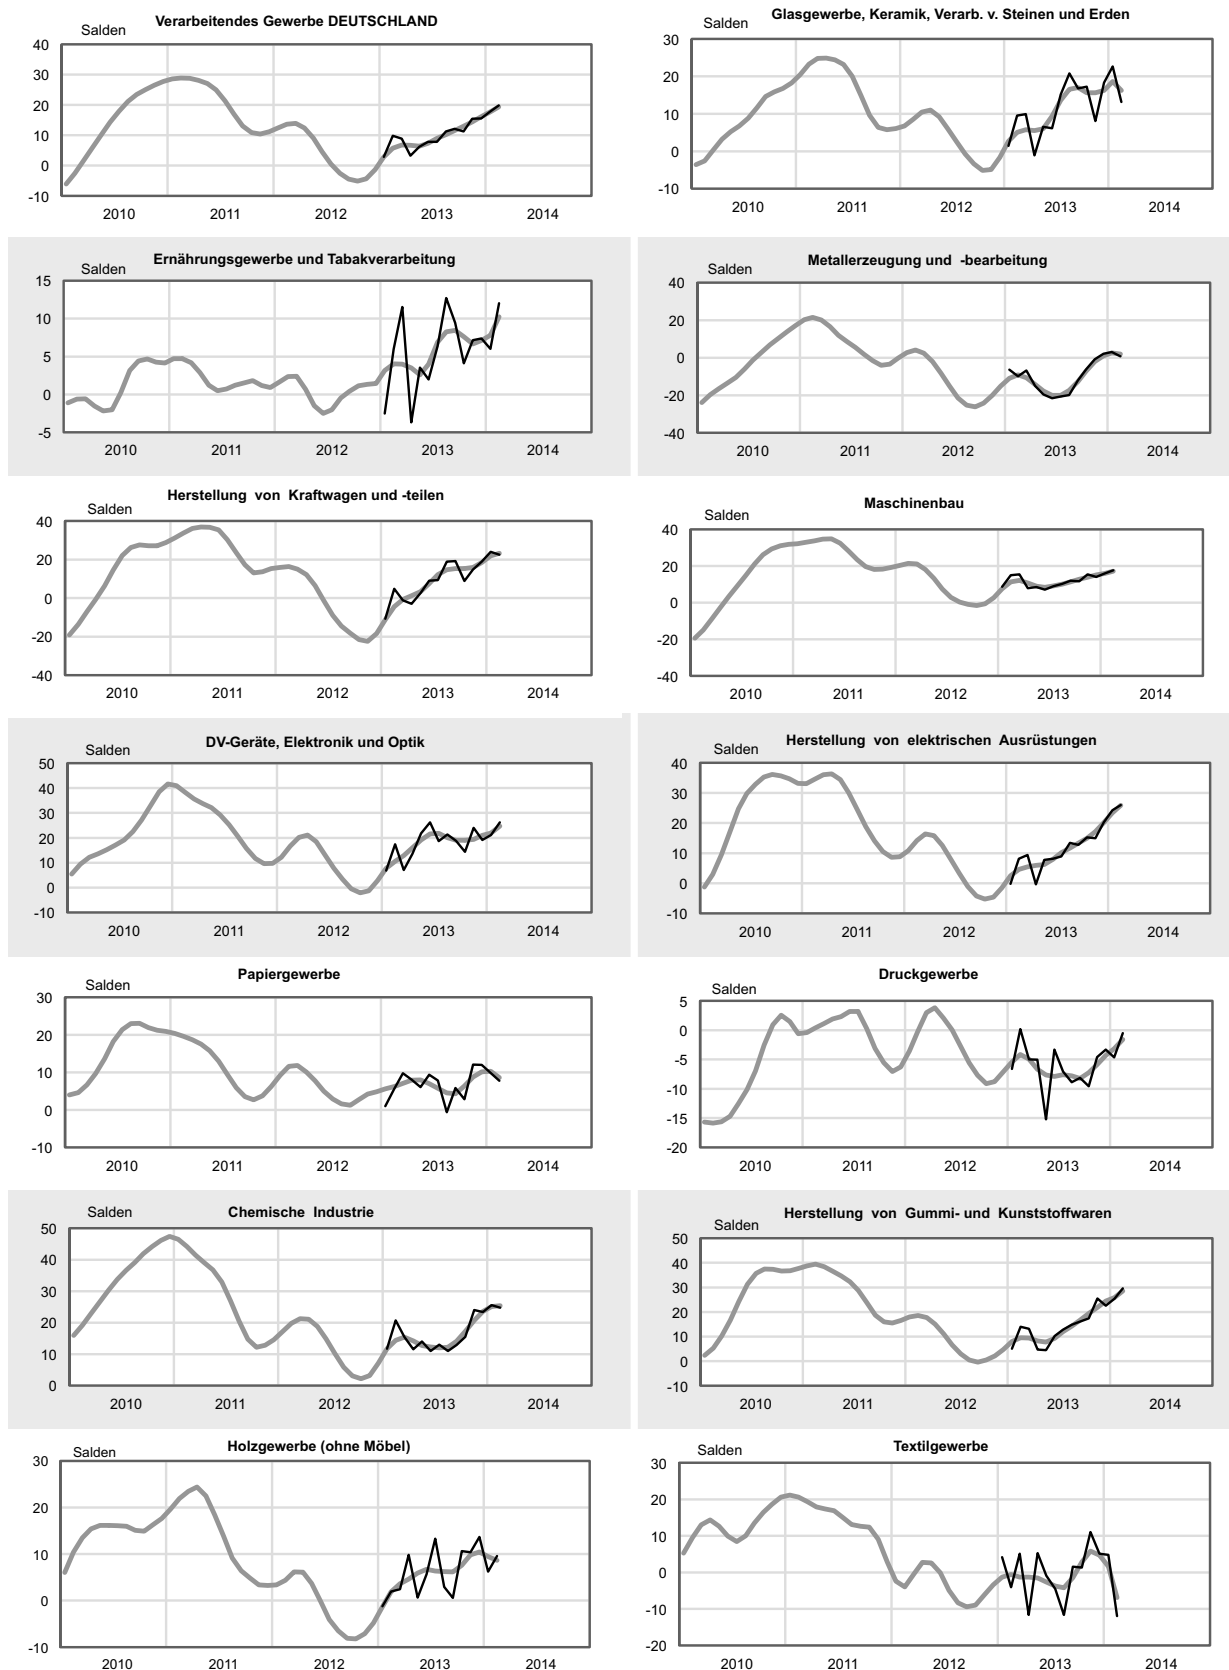 Verarbeitendes Gewerbe DEUTSCHLAND
Salden
40
30
20
10
0
-10
2010 2011 2012 2013 2014
Glasgewerbe, Keramik, Verarb. v. Steinen und Erden
Salden
30
20
10
0
-10
2010 2011 2012 2013 2014
Ernährungsgewerbe und Tabakverarbeitung
Salden
15
10
5
0
-5
2010 2011 2012 2013 2014
Metallerzeugung und -bearbeitung
Salden
40
20
0
-20
-40
2010 2011 2012 2013 2014
Herstellung von Kraftwagen und -teilen
Salden
40
20
0
-20
-40
2010 2011 2012 2013 2014
Maschinenbau
Salden
40
20
0
-20
-40
2010 2011 2012 2013 2014
DV-Geräte, Elektronik und Optik
Salden
50
40
30
20
10
0
-10
2010 2011 2012 2013 2014
Herstellung von elektrischen Ausrüstungen
Salden
40
30
20
10
0
-10
2010 2011 2012 2013 2014
Papiergewerbe
Salden
30
20
10
0
-10
2010 2011 2012 2013 2014
Druckgewerbe
Salden
5
0
-5
-10
-15
-20
2010 2011 2012 2013 2014
Chemische Industrie
Salden
50
40
30
20
10
0
2010 2011 2012 2013 2014
Herstellung von Gummi- und Kunststoffwaren
Salden
50
40
30
20
10
0
-10
2010 2011 2012 2013 2014
Holzgewerbe (ohne Möbel)
Salden
30
20
10
0
-10
2010 2011 2012 2013 2014
Textilgewerbe
Salden
30
20
10
0
-10
-20
2010 2011 2012 2013 2014